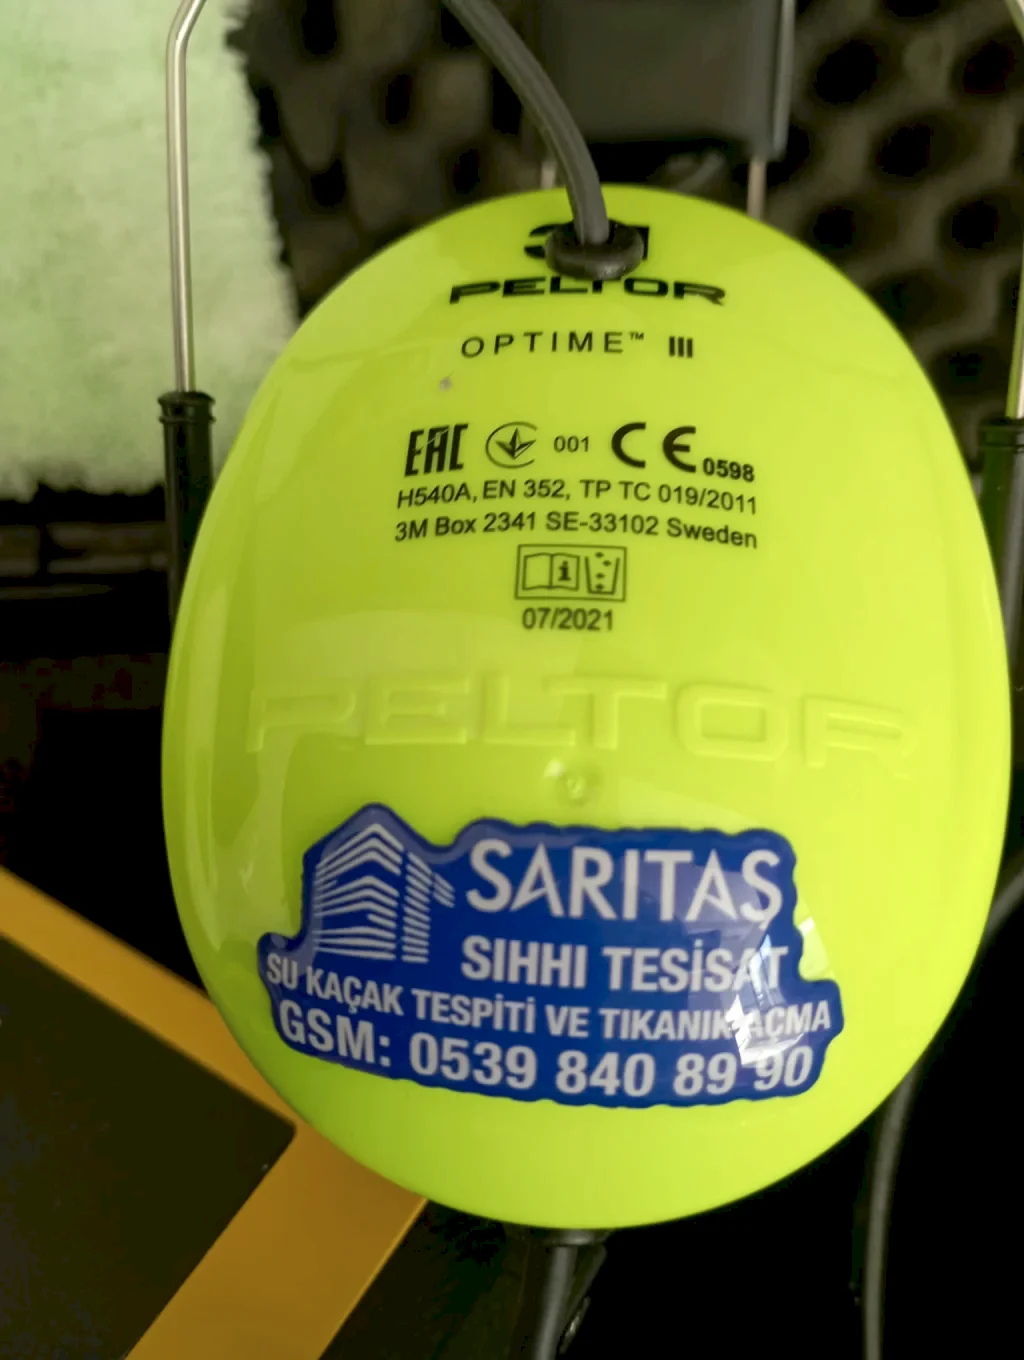 PELTOR
OPTIME™ III
EAC 001 CE 0598
H540A, EN 352, TP TC 019/2011
3M Box 2341 SE-33102 Sweden
i
07/2021
PELTOR
SARITAŞ
SIHHI TESİSAT
SU KAÇAK TESPİTİ VE TIKANIK AÇMA
GSM: 0539 840 89 90